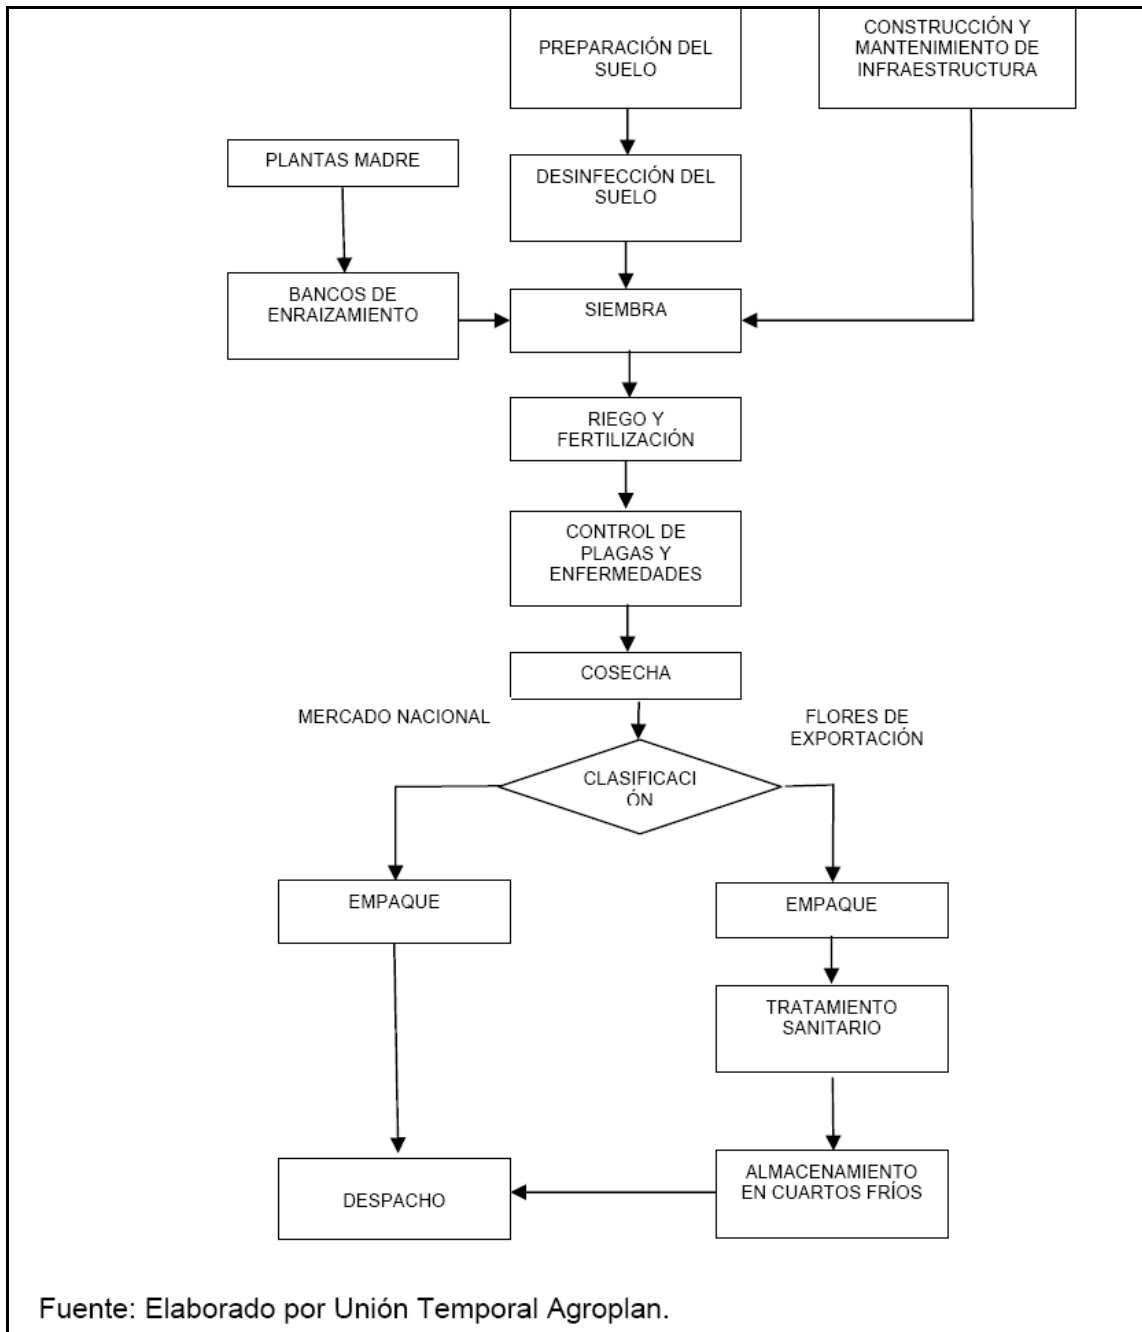 PREPARACIÓN DEL
SUELO
CONSTRUCCIÓN Y
MANTENIMIENTO DE
INFRAESTRUCTURA
PLANTAS MADRE
DESINFECCIÓN DEL
SUELO
BANCOS DE
ENRAIZAMIENTO
SIEMBRA
RIEGO Y
FERTILIZACIÓN
CONTROL DE
PLAGAS Y
ENFERMEDADES
COSECHA
MERCADO NACIONAL
FLORES DE
EXPORTACIÓN
CLASIFICACI
ÓN
EMPAQUE
EMPAQUE
TRATAMIENTO
SANITARIO
ALMACENAMIENTO
EN CUARTOS FRÍOS
DESPACHO
Fuente: Elaborado por Unión Temporal Agroplan.